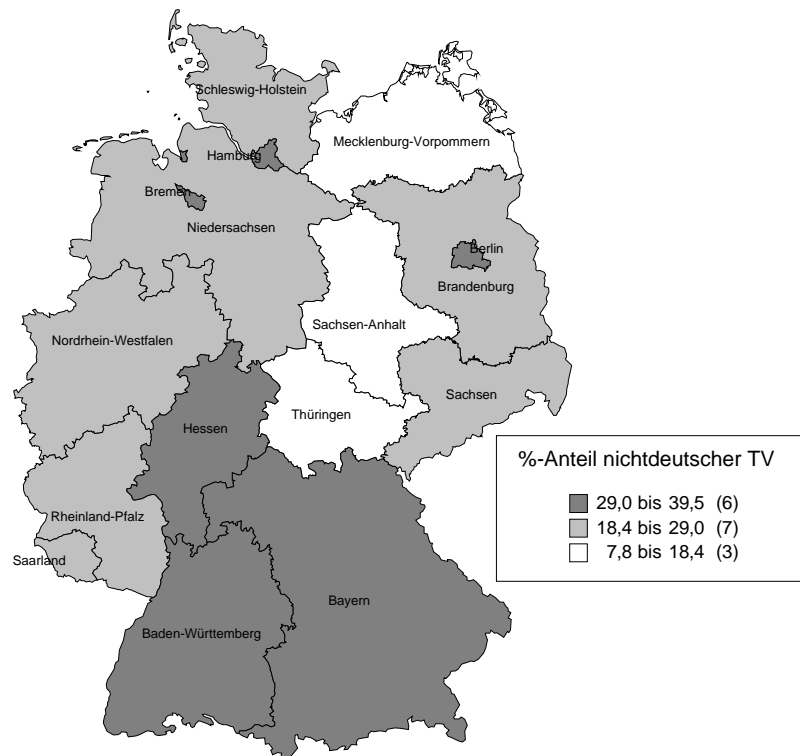 Schleswig-Holstein
Mecklenburg-Vorpommern
Hamburg
Bremen
Niedersachsen
Berlin
Brandenburg
Sachsen-Anhalt
Nordrhein-Westfalen
Sachsen
Thüringen
Hessen
Rheinland-Pfalz
Saarland
Bayern
Baden-Württemberg
%-Anteil nichtdeutscher TV
29,0 bis 39,5 (6)
18,4 bis 29,0 (7)
7,8 bis 18,4 (3)